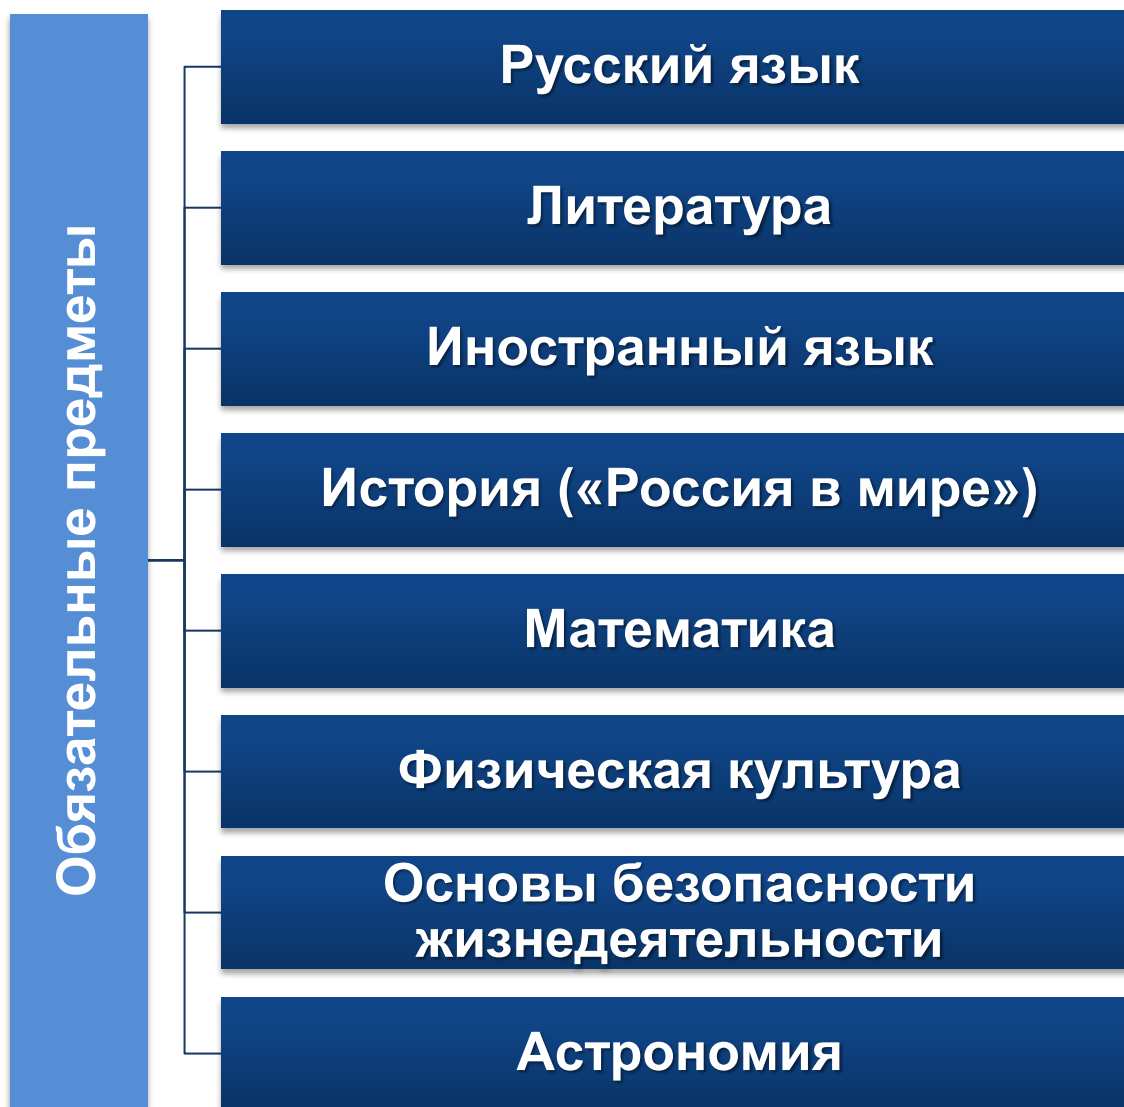 Обязательные предметы
Русский язык
Литература
Иностранный язык
История («Россия в мире»)
Математика
Физическая культура
Основы безопасности
жизнедеятельности
Астрономия